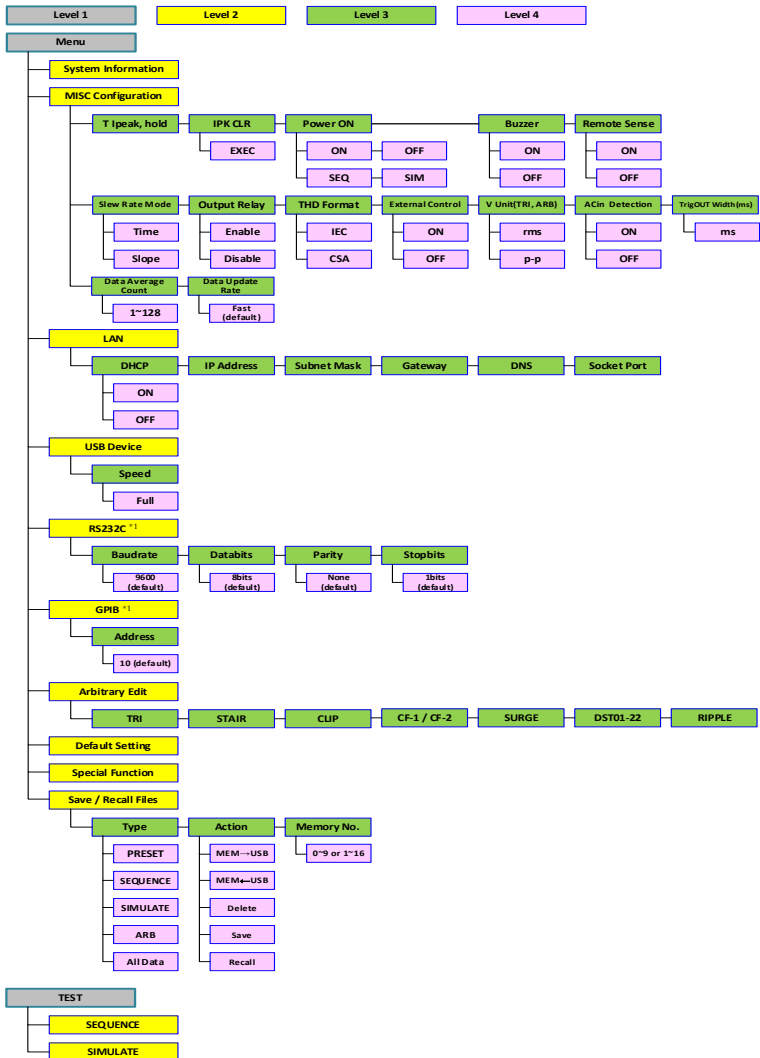 Level 1 Level 2 Level 3 Level 4
Menu
System Information
MISC Configuration
T Ipeak, hold IPK CLR Power ON Buzzer Remote Sense
EXEC ON OFF ON ON
SEQ SIM OFF OFF
Slew Rate Mode Output Relay THD Format External Control V Unit(TRI, ARB) ACin Detection TrigOUT Width(ms)
Time Enable IEC ON rms ON ms
Slope Disable CSA OFF p-p OFF
Data Average Count Data Update Rate
1~128 Fast (default)
LAN
DHCP IP Address Subnet Mask Gateway DNS Socket Port
ON
OFF
USB Device
Speed
Full
RS232C *1
Baudrate Databits Parity Stopbits
9600 (default) 8bits (default) None (default) 1bits (default)
GPIB *1
Address
10 (default)
Arbitrary Edit
TRI STAIR CLIP CF-1 / CF-2 SURGE DST01-22 RIPPLE
Default Setting
Special Function
Save / Recall Files
Type Action Memory No.
PRESET MEM→USB 0~9 or 1~16
SEQUENCE MEM←USB
SIMULATE Delete
ARB Save
All Data Recall
TEST
SEQUENCE
SIMULATE